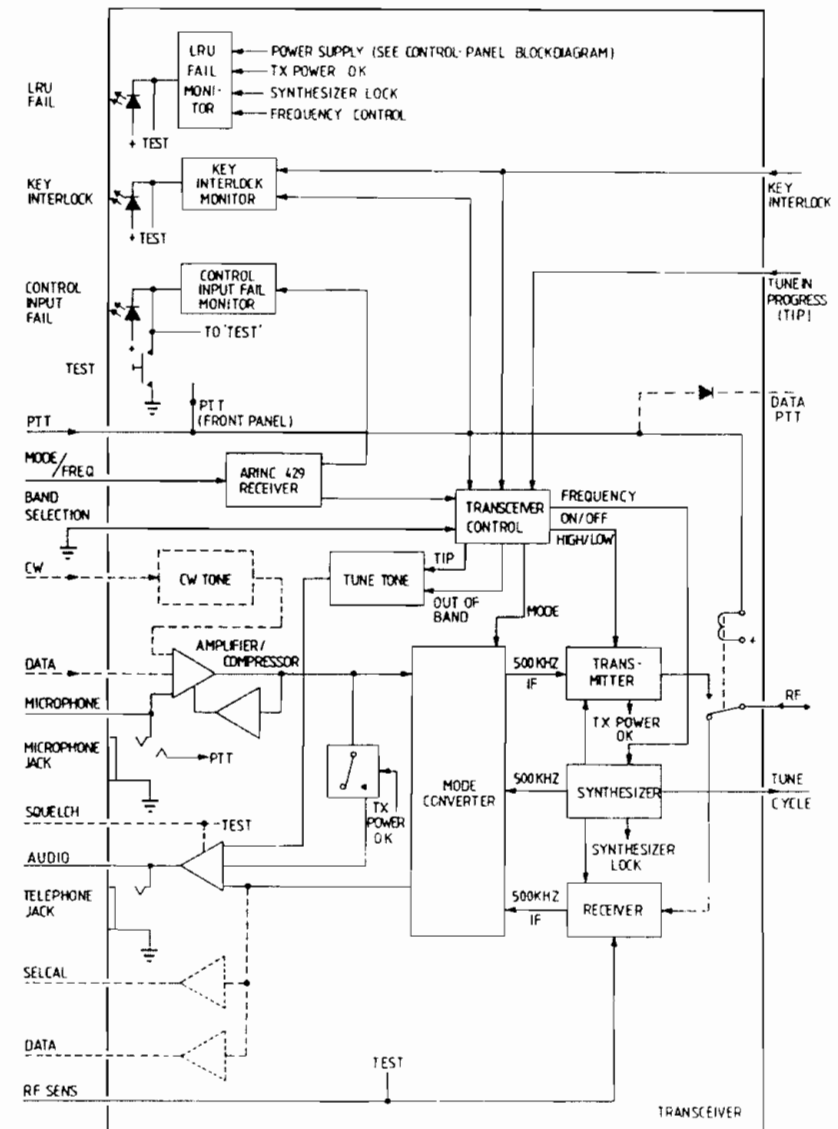 LRU
FAIL
MONI-
TOR
POWER SUPPLY (SEE CONTROL-PANEL BLOCKDIAGRAM)
TX POWER OK
SYNTHESIZER LOCK
FREQUENCY CONTROL
LRU
FAIL
+ TEST
KEY
INTERLOCK
MONITOR
KEY
INTERLOCK
+ TEST
KEY
INTERLOCK
CONTROL
INPUT FAIL
MONITOR
CONTROL
INPUT
FAIL
+
TO 'TEST'
TUNE IN
PROGRESS
(TIP)
TEST
PTT
(FRONT PANEL)
DATA
PTT
PTT
MODE/FREQ
ARINC 429
RECEIVER
BAND
SELECTION
TRANSCEIVER
CONTROL
FREQUENCY
ON/OFF
HIGH/LOW
CW
CW TONE
TUNE TONE
TIP
OUT OF
BAND
MODE
+
AMPLIFIER/
COMPRESSOR
DATA
MICROPHONE
500KHZ
IF
TRANS-
MITTER
RF
TX POWER
OK
MICROPHONE
JACK
PTT
MODE
CONVERTER
500KHZ
SYNTHESIZER
TUNE
CYCLE
TX
POWER
OK
SQUELCH
TEST
SYNTHESIZER
LOCK
AUDIO
TELEPHONE
JACK
500KHZ
IF
RECEIVER
SELCAL
DATA
TEST
RF SENS
TRANSCEIVER